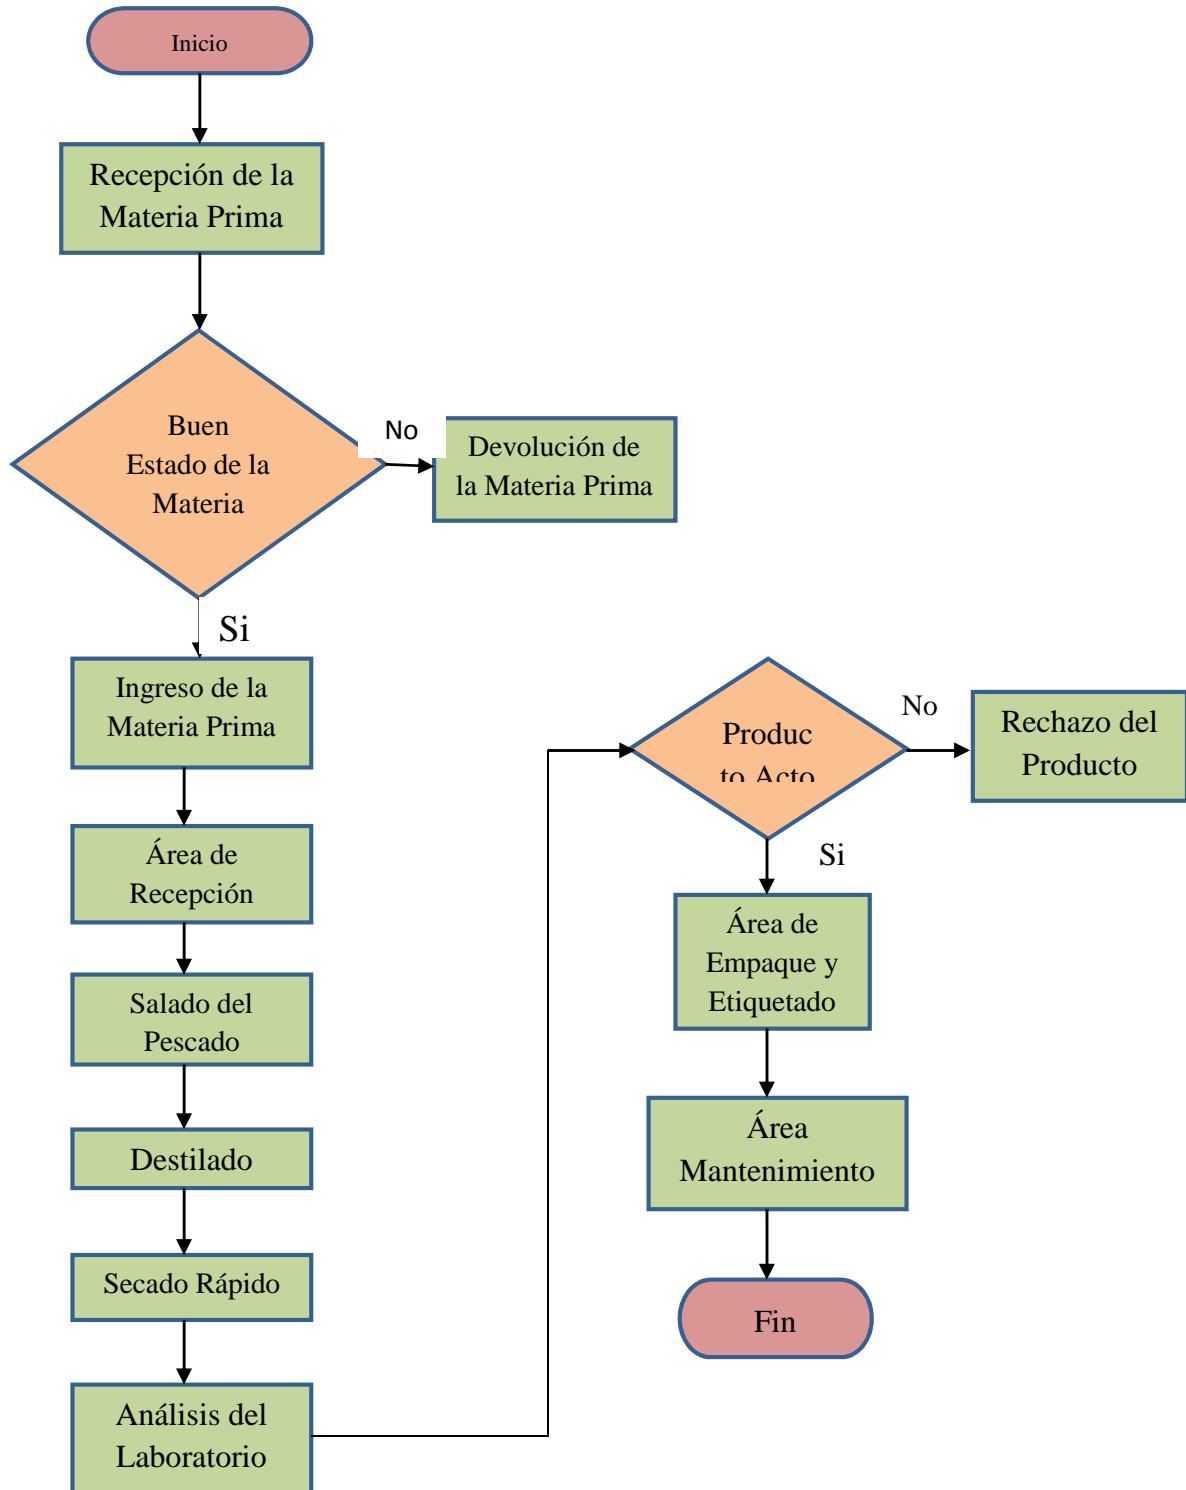 Inicio
Recepción de la
Materia Prima
Buen
Estado de la
Materia
No
Devolución de
la Materia Prima
Si
Ingreso de la
Materia Prima
Área de
Recepción
Salado del
Pescado
Destilado
Secado Rápido
Análisis del
Laboratorio
Produc
to Acto
No
Rechazo del
Producto
Si
Área de
Empaque y
Etiquetado
Área
Mantenimiento
Fin